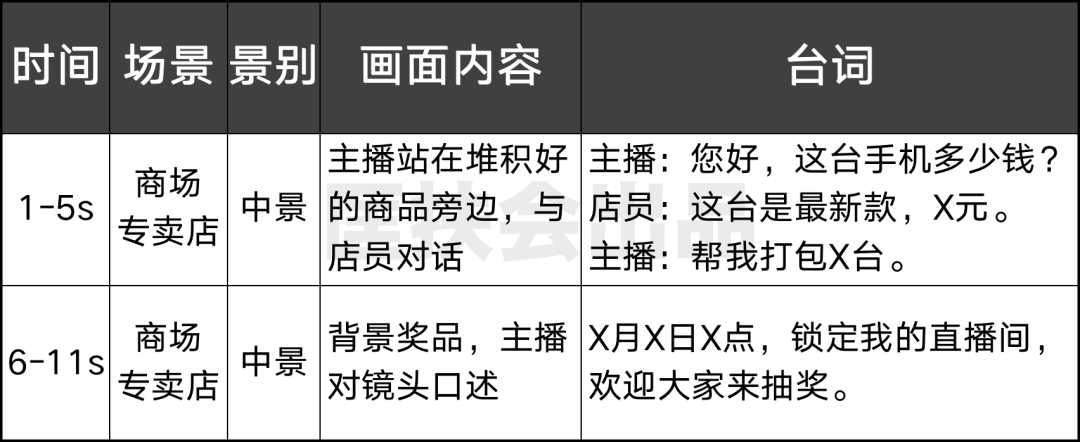 时间 场景 景别 画面内容 台词
1-5s
商场
专卖店
中景
主播站在堆积好
的商品旁边，与
店员对话
主播：您好，这台手机多少钱？
店员：这台是最新款，X元。
主播：帮我打包X台。
6-11s
商场
专卖店
中景
背景奖品，主播
对镜头口述
X月X日X点，锁定我的直播间，
欢迎大家来抽奖。